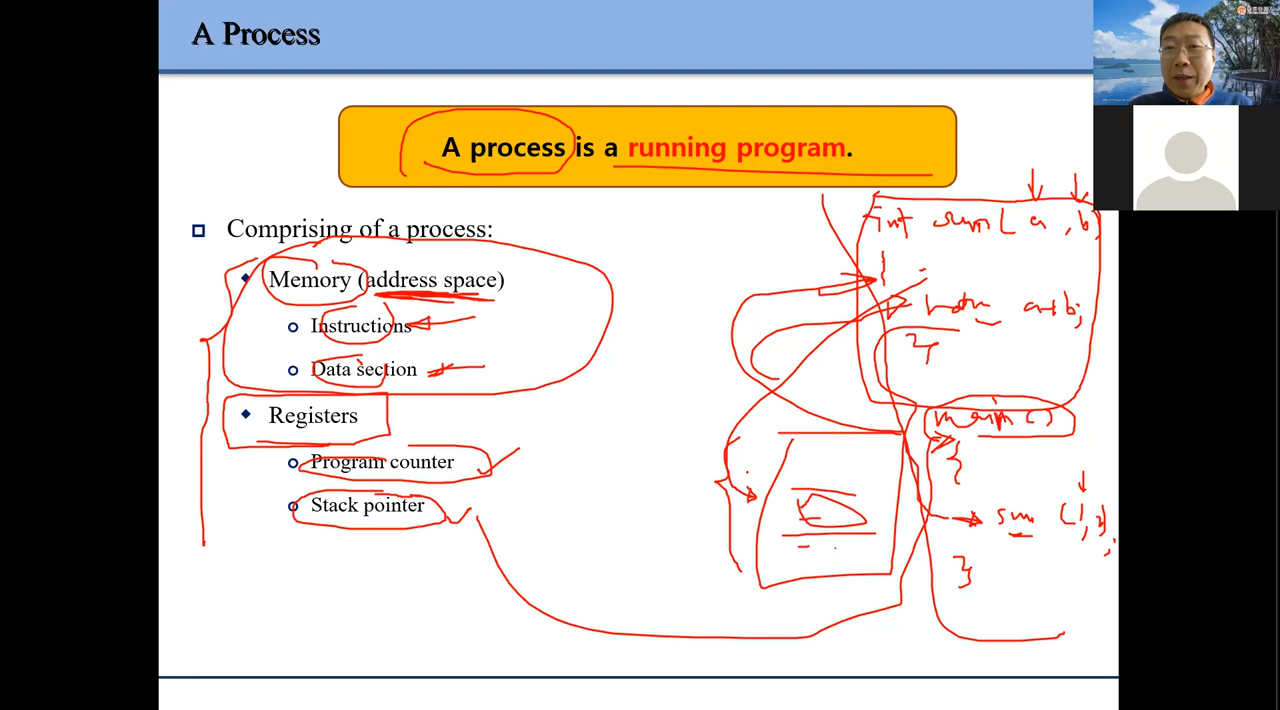 A Process
A process is a running program.
Comprising of a process:
Memory (address space)
Instructions
Data section
Registers
Program counter
Stack pointer
int sum( a, b)
{
return a+b;
}
main()
{
sum (1,2);
}